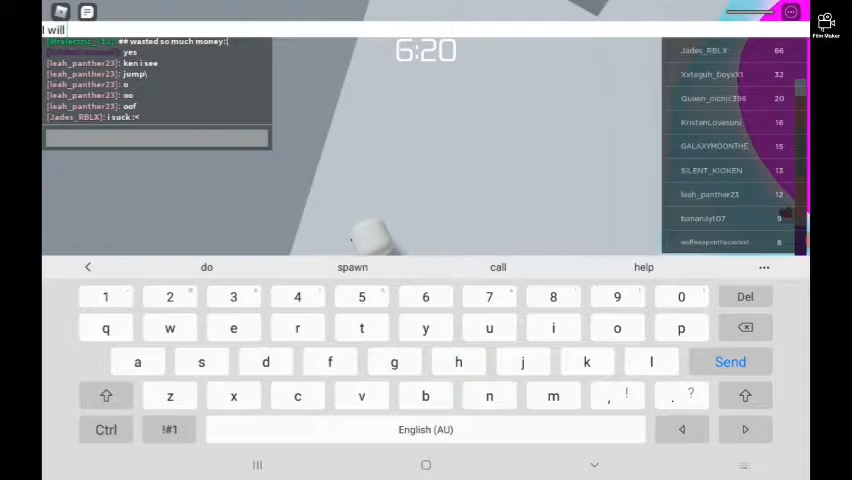 I will
[Mrelectric_(13]: ## wasted so much money:(
yes
[leah_panther23]: ken i see
[leah_panther23]: jump\
[leah_panther23]: o
[leah_panther23]: oo
[leah_panther23]: oof
[Jades_RBLX]: i suck :<
6:20
Jades_RBLX 66
Xxteguh_boyxX1 32
Queen_nicnic396 20
KristenLovesuni 16
GALAXYMOONTHE 15
SILENT_KIOKEN 13
leah_panther23 12
bananayt07 9
8
Film Maker
do spawn call help
1 2 3 4 5 6 7 8 9 0 Del
q w e r t y u i o p
a s d f g h j k l Send
z x c v b n m , ! . ?
Ctrl !#1 English (AU)